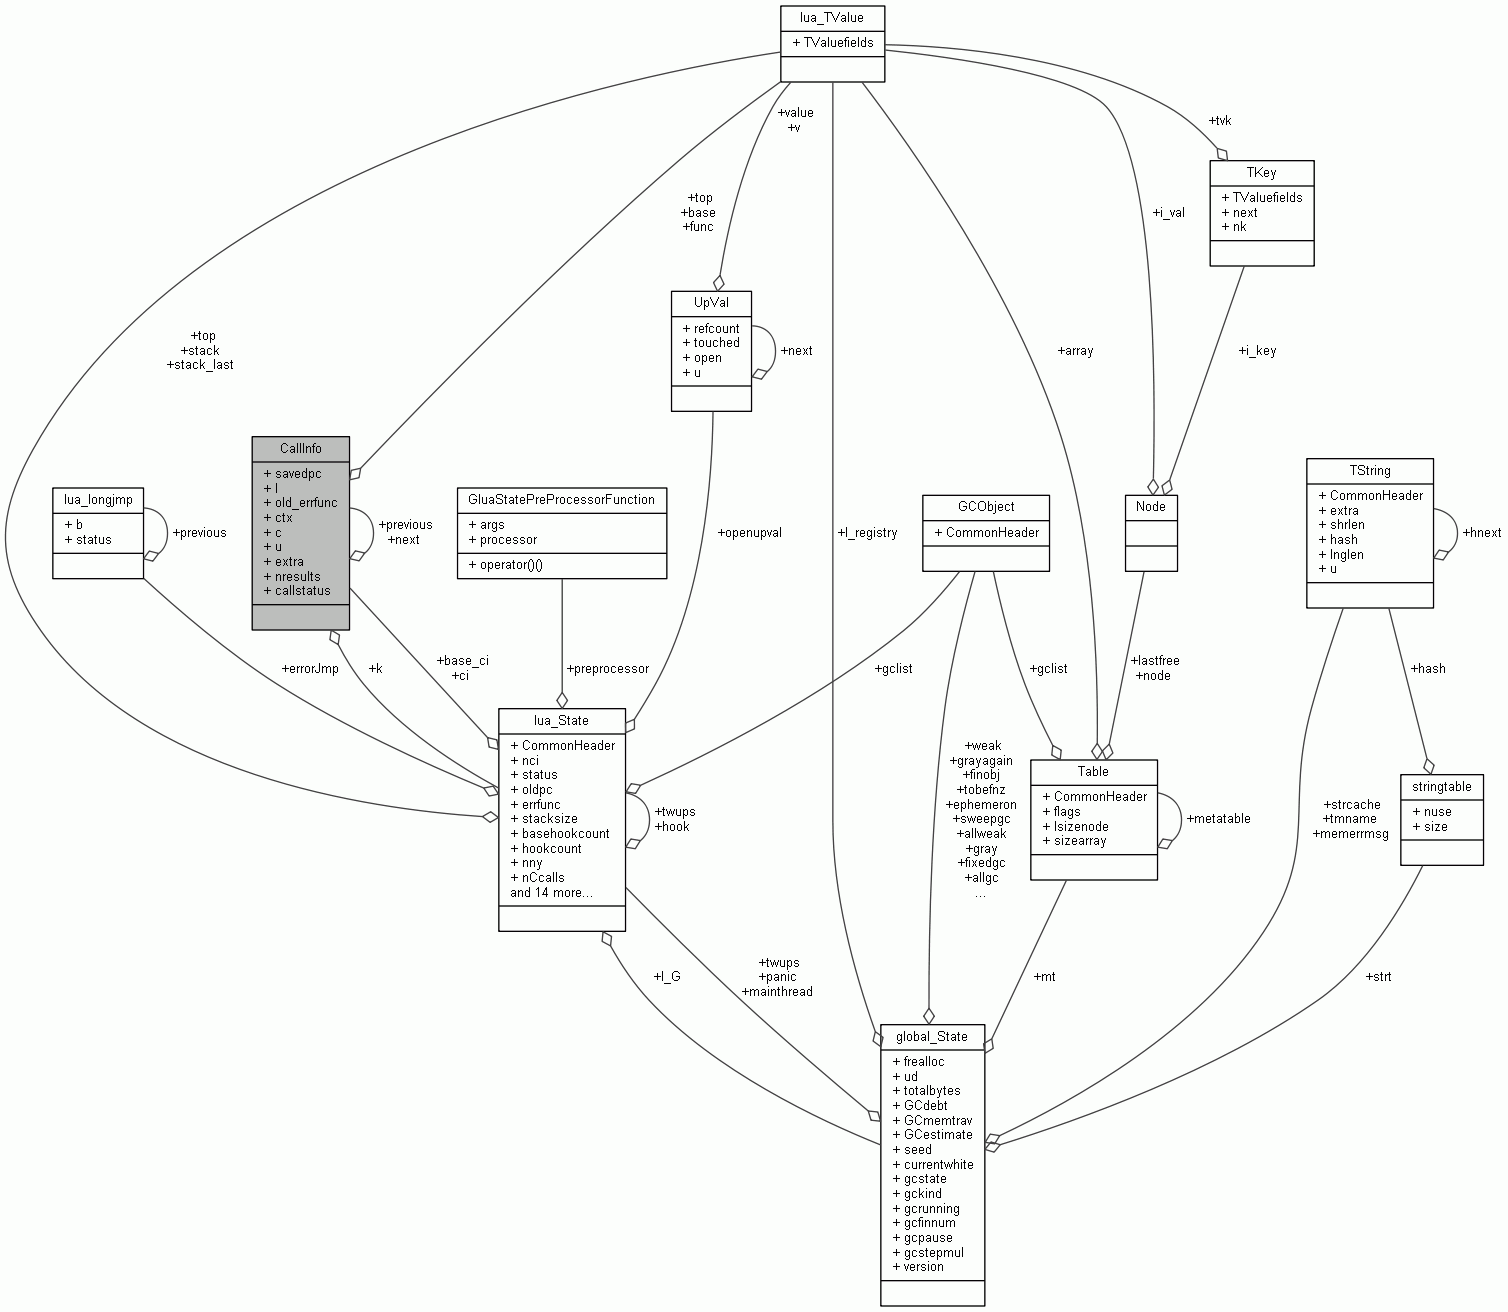 lua_TValue
+ TValuefields
+value
+v
+tvk
TKey
+ TValuefields
+ next
+ nk
+top
+base
+func
+i_val
UpVal
+ refcount
+ touched
+ open
+ u
+next
+top
+stack
+stack_last
+array
+i_key
CallInfo
+ savedpc
+ l
+ old_errfunc
+ ctx
+ c
+ u
+ extra
+ nresults
+ callstatus
+previous
+next
lua_longjmp
+ b
+ status
+previous
GluaStatePreProcessorFunction
+ args
+ processor
+ operator()()
+openupval
+l_registry
GCObject
+ CommonHeader
Node
TString
+ CommonHeader
+ extra
+ shrlen
+ hash
+ lnglen
+ u
+hnext
+errorJmp
+k
+base_ci
+ci
+preprocessor
+gclist
+gclist
+lastfree
+node
+hash
lua_State
+ CommonHeader
+ nci
+ status
+ oldpc
+ errfunc
+ stacksize
+ basehookcount
+ hookcount
+ nny
+ nCcalls
and 14 more...
+twups
+hook
+weak
+grayagain
+finobj
+tobefnz
+ephemeron
+sweepgc
+allweak
+gray
+fixedgc
+allgc
...
Table
+ CommonHeader
+ flags
+ lsizenode
+ sizearray
+metatable
+strcache
+tmname
+memerrmsg
stringtable
+ nuse
+ size
+l_G
+twups
+panic
+mainthread
+mt
+strt
global_State
+ frealloc
+ ud
+ totalbytes
+ GCdebt
+ GCmemtrav
+ GCestimate
+ seed
+ currentwhite
+ gcstate
+ gckind
+ gcrunning
+ gcfinnum
+ gcpause
+ gcstepmul
+ version